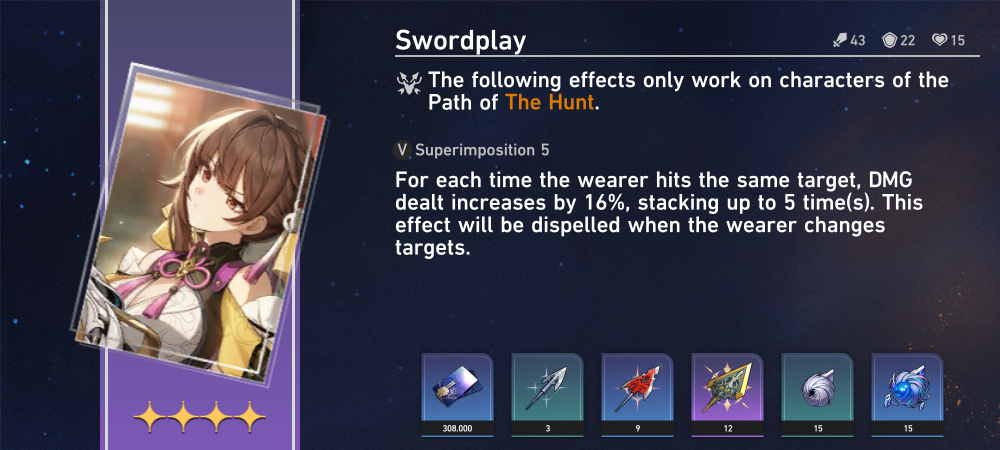 Swordplay
43 22 15
The following effects only work on characters of the
Path of The Hunt.
V Superimposition 5
For each time the wearer hits the same target, DMG
dealt increases by 16%, stacking up to 5 time(s). This
effect will be dispelled when the wearer changes
targets.
308.000 3 9 12 15 15